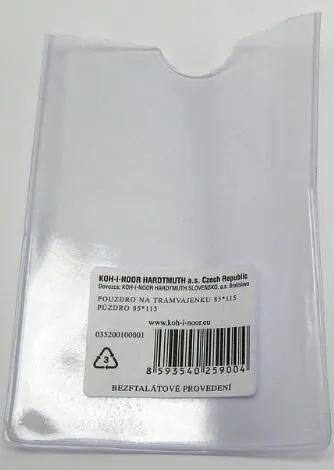 KOH-I-NOOR HARDTMUTH a.s. Czech Republic
Dovozca: KOH-I-NOOR HARDTMUTH SLOVENSKO, a.s. Bratislava
POUZDRO NA TRAMVAJENKU 85*115
PÚZDRO 85*115
www.koh-i-noor.eu
035200100001
3
8 593540 259004
BEZFTALÁTOVÉ PROVEDENÍ